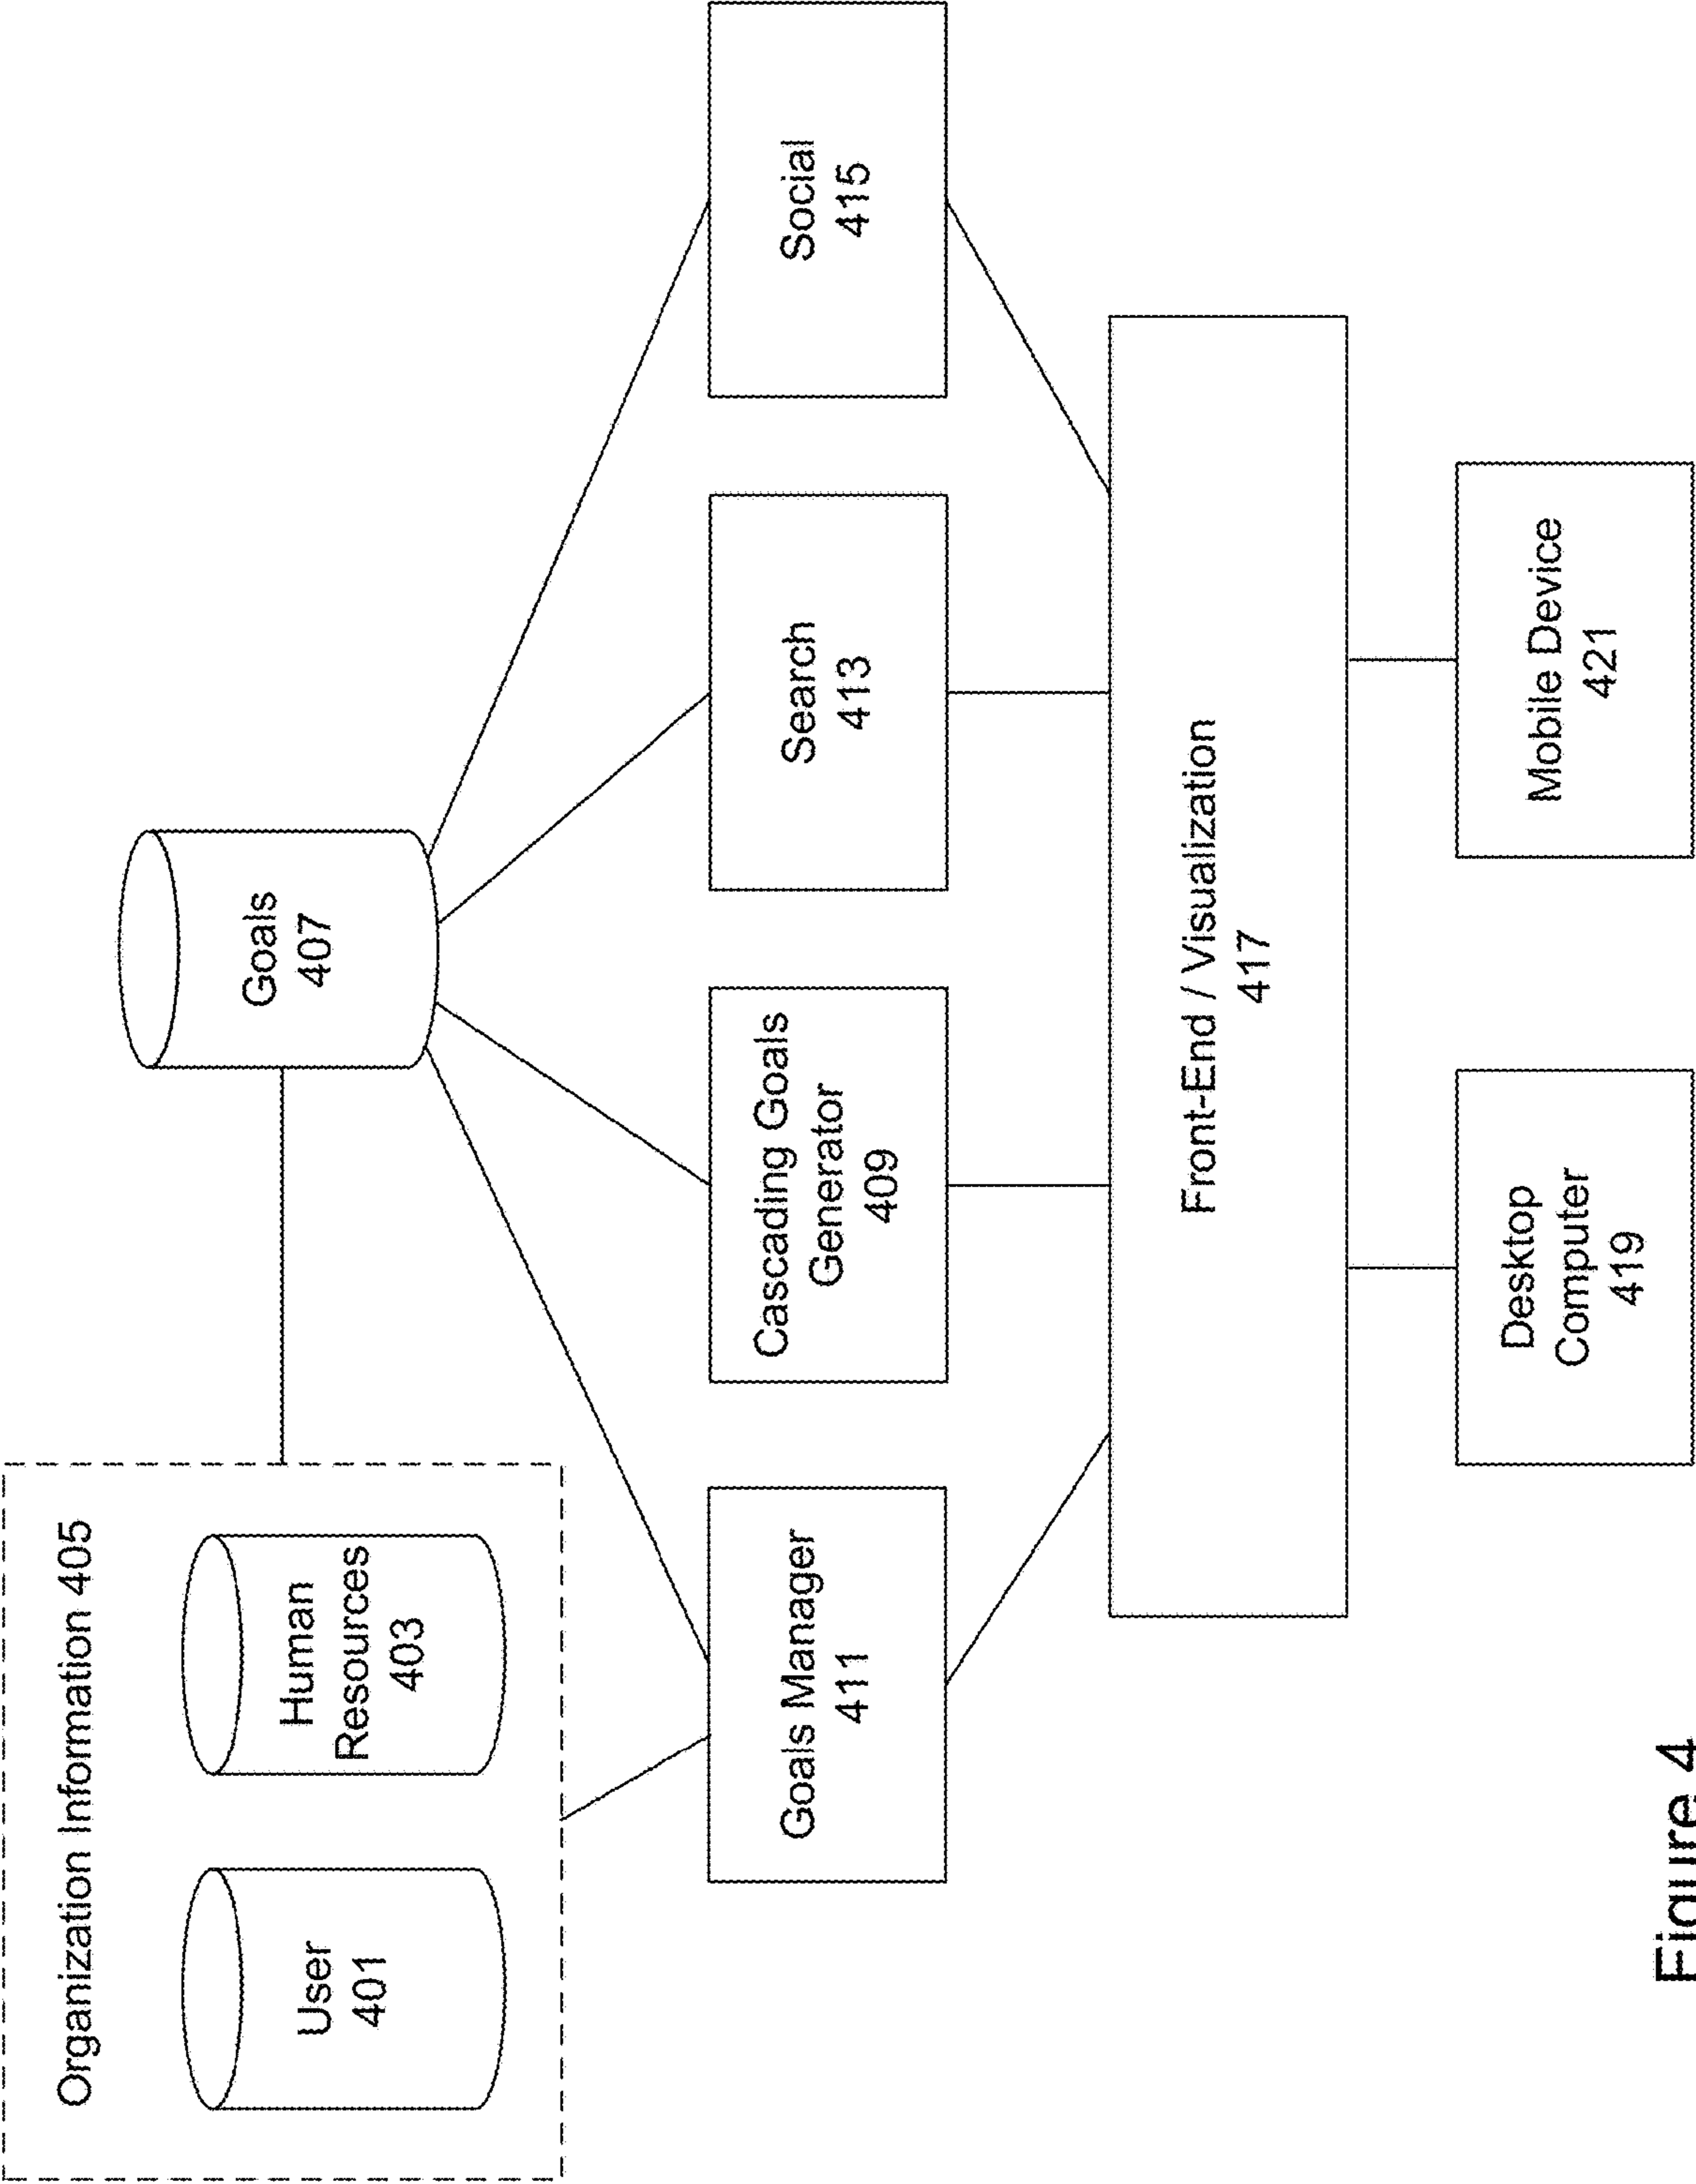 Organization Information 405
User
401
Human
Resources
403
Goals
407
Goals Manager
411
Cascading Goals
Generator
409
Search
413
Social
415
Front-End / Visualization
417
Desktop
Computer
419
Mobile Device
421
Figure 4